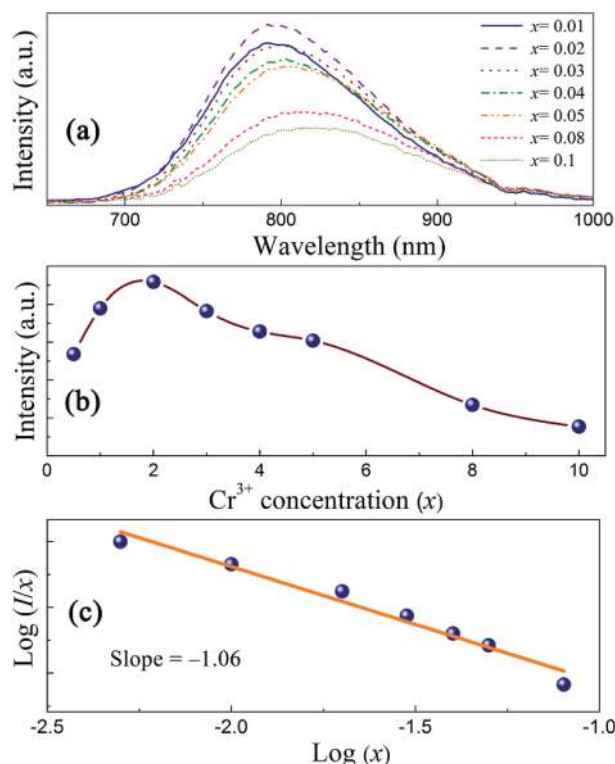 Intensity (a.u.)
(a)
x= 0.01
x= 0.02
x= 0.03
x= 0.04
x= 0.05
x= 0.08
x= 0.1
700 800 900 1000
Wavelength (nm)
Intensity (a.u.)
(b)
0 2 4 6 8 10
Cr³⁺ concentration (x)
Log (I/x)
(c)
Slope = –1.06
-2.5 -2.0 -1.5 -1.0
Log (x)